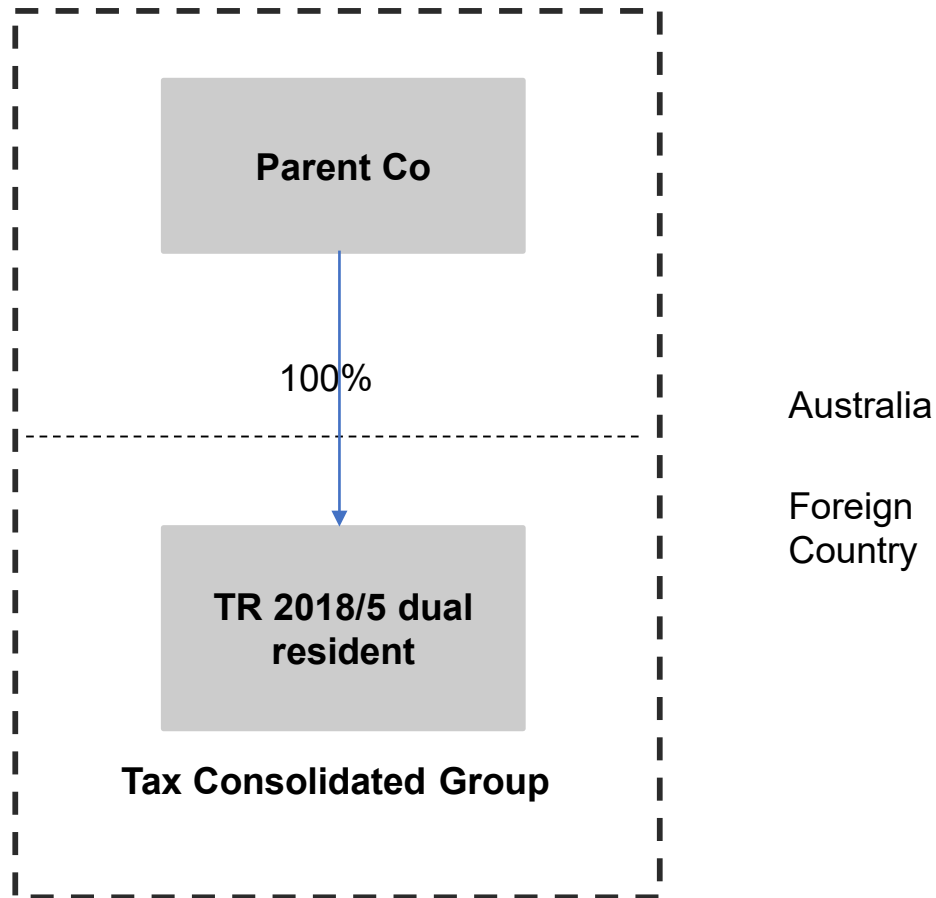 Parent Co
100%
Australia
Foreign
Country
TR 2018/5 dual
resident
Tax Consolidated Group